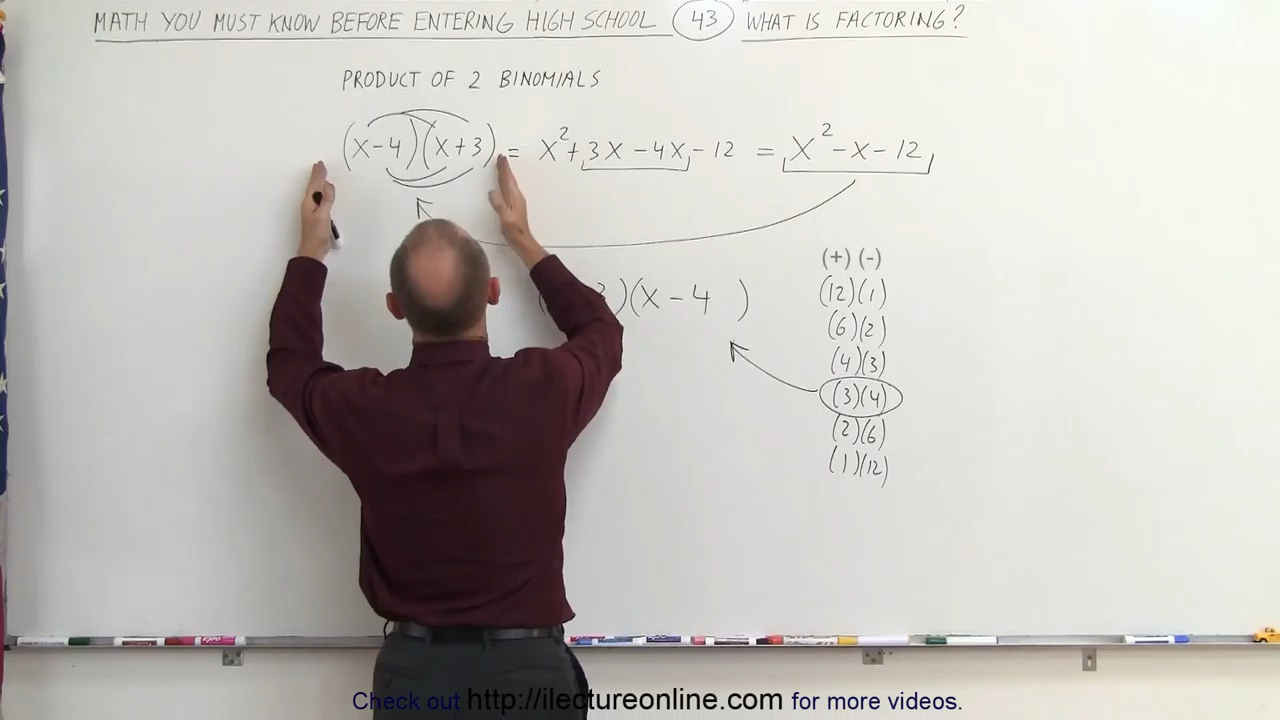 MATH YOU MUST KNOW BEFORE ENTERING HIGH SCHOOL 43 WHAT IS FACTORING?
PRODUCT OF 2 BINOMIALS
(x-4)(x+3) = x²+3x-4x-12 = x²-x-12
(+)(-)
)(x-4 )
(12)(1)
(6)(2)
(4)(3)
(3)(4)
(2)(6)
(1)(12)
Check out http://ilectureonline.com for more videos.